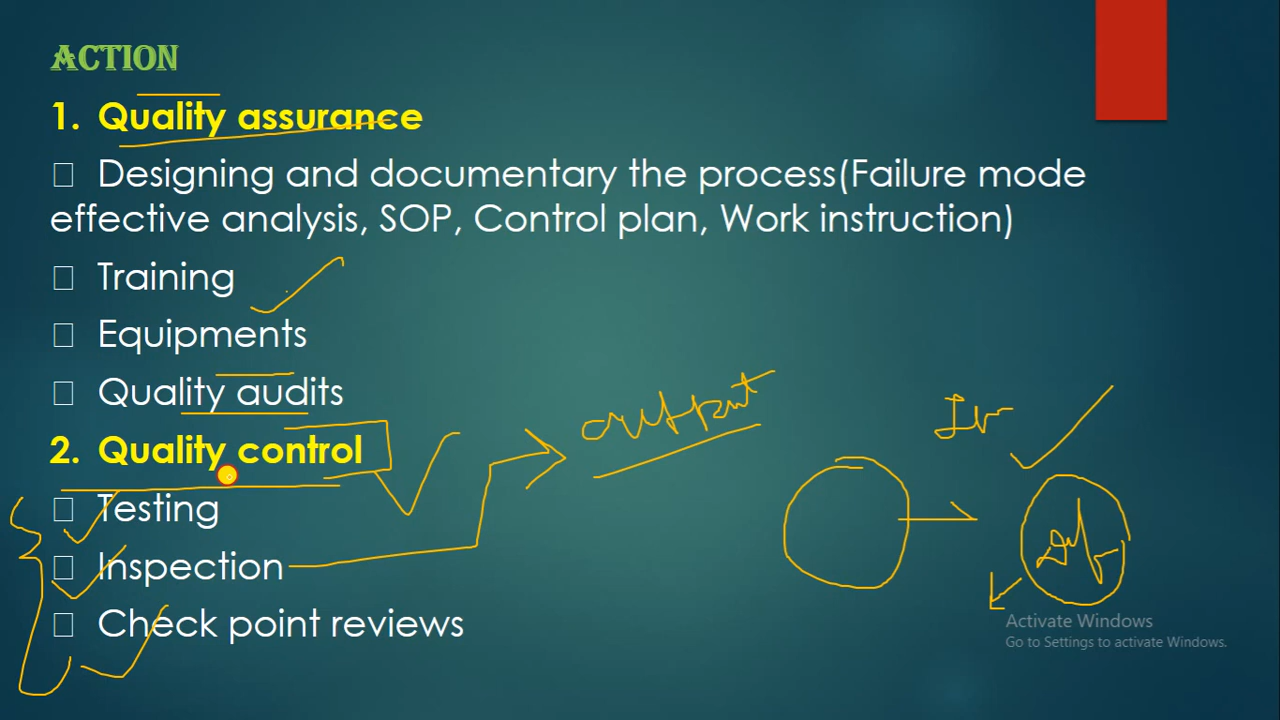 ACTION
1. Quality assurance
Designing and documentary the process(Failure mode
effective analysis, SOP, Control plan, Work instruction)
Training
Equipments
Quality audits
2. Quality control
Testing
Inspection
Check point reviews
output
Activate Windows
Go to Settings to activate Windows.